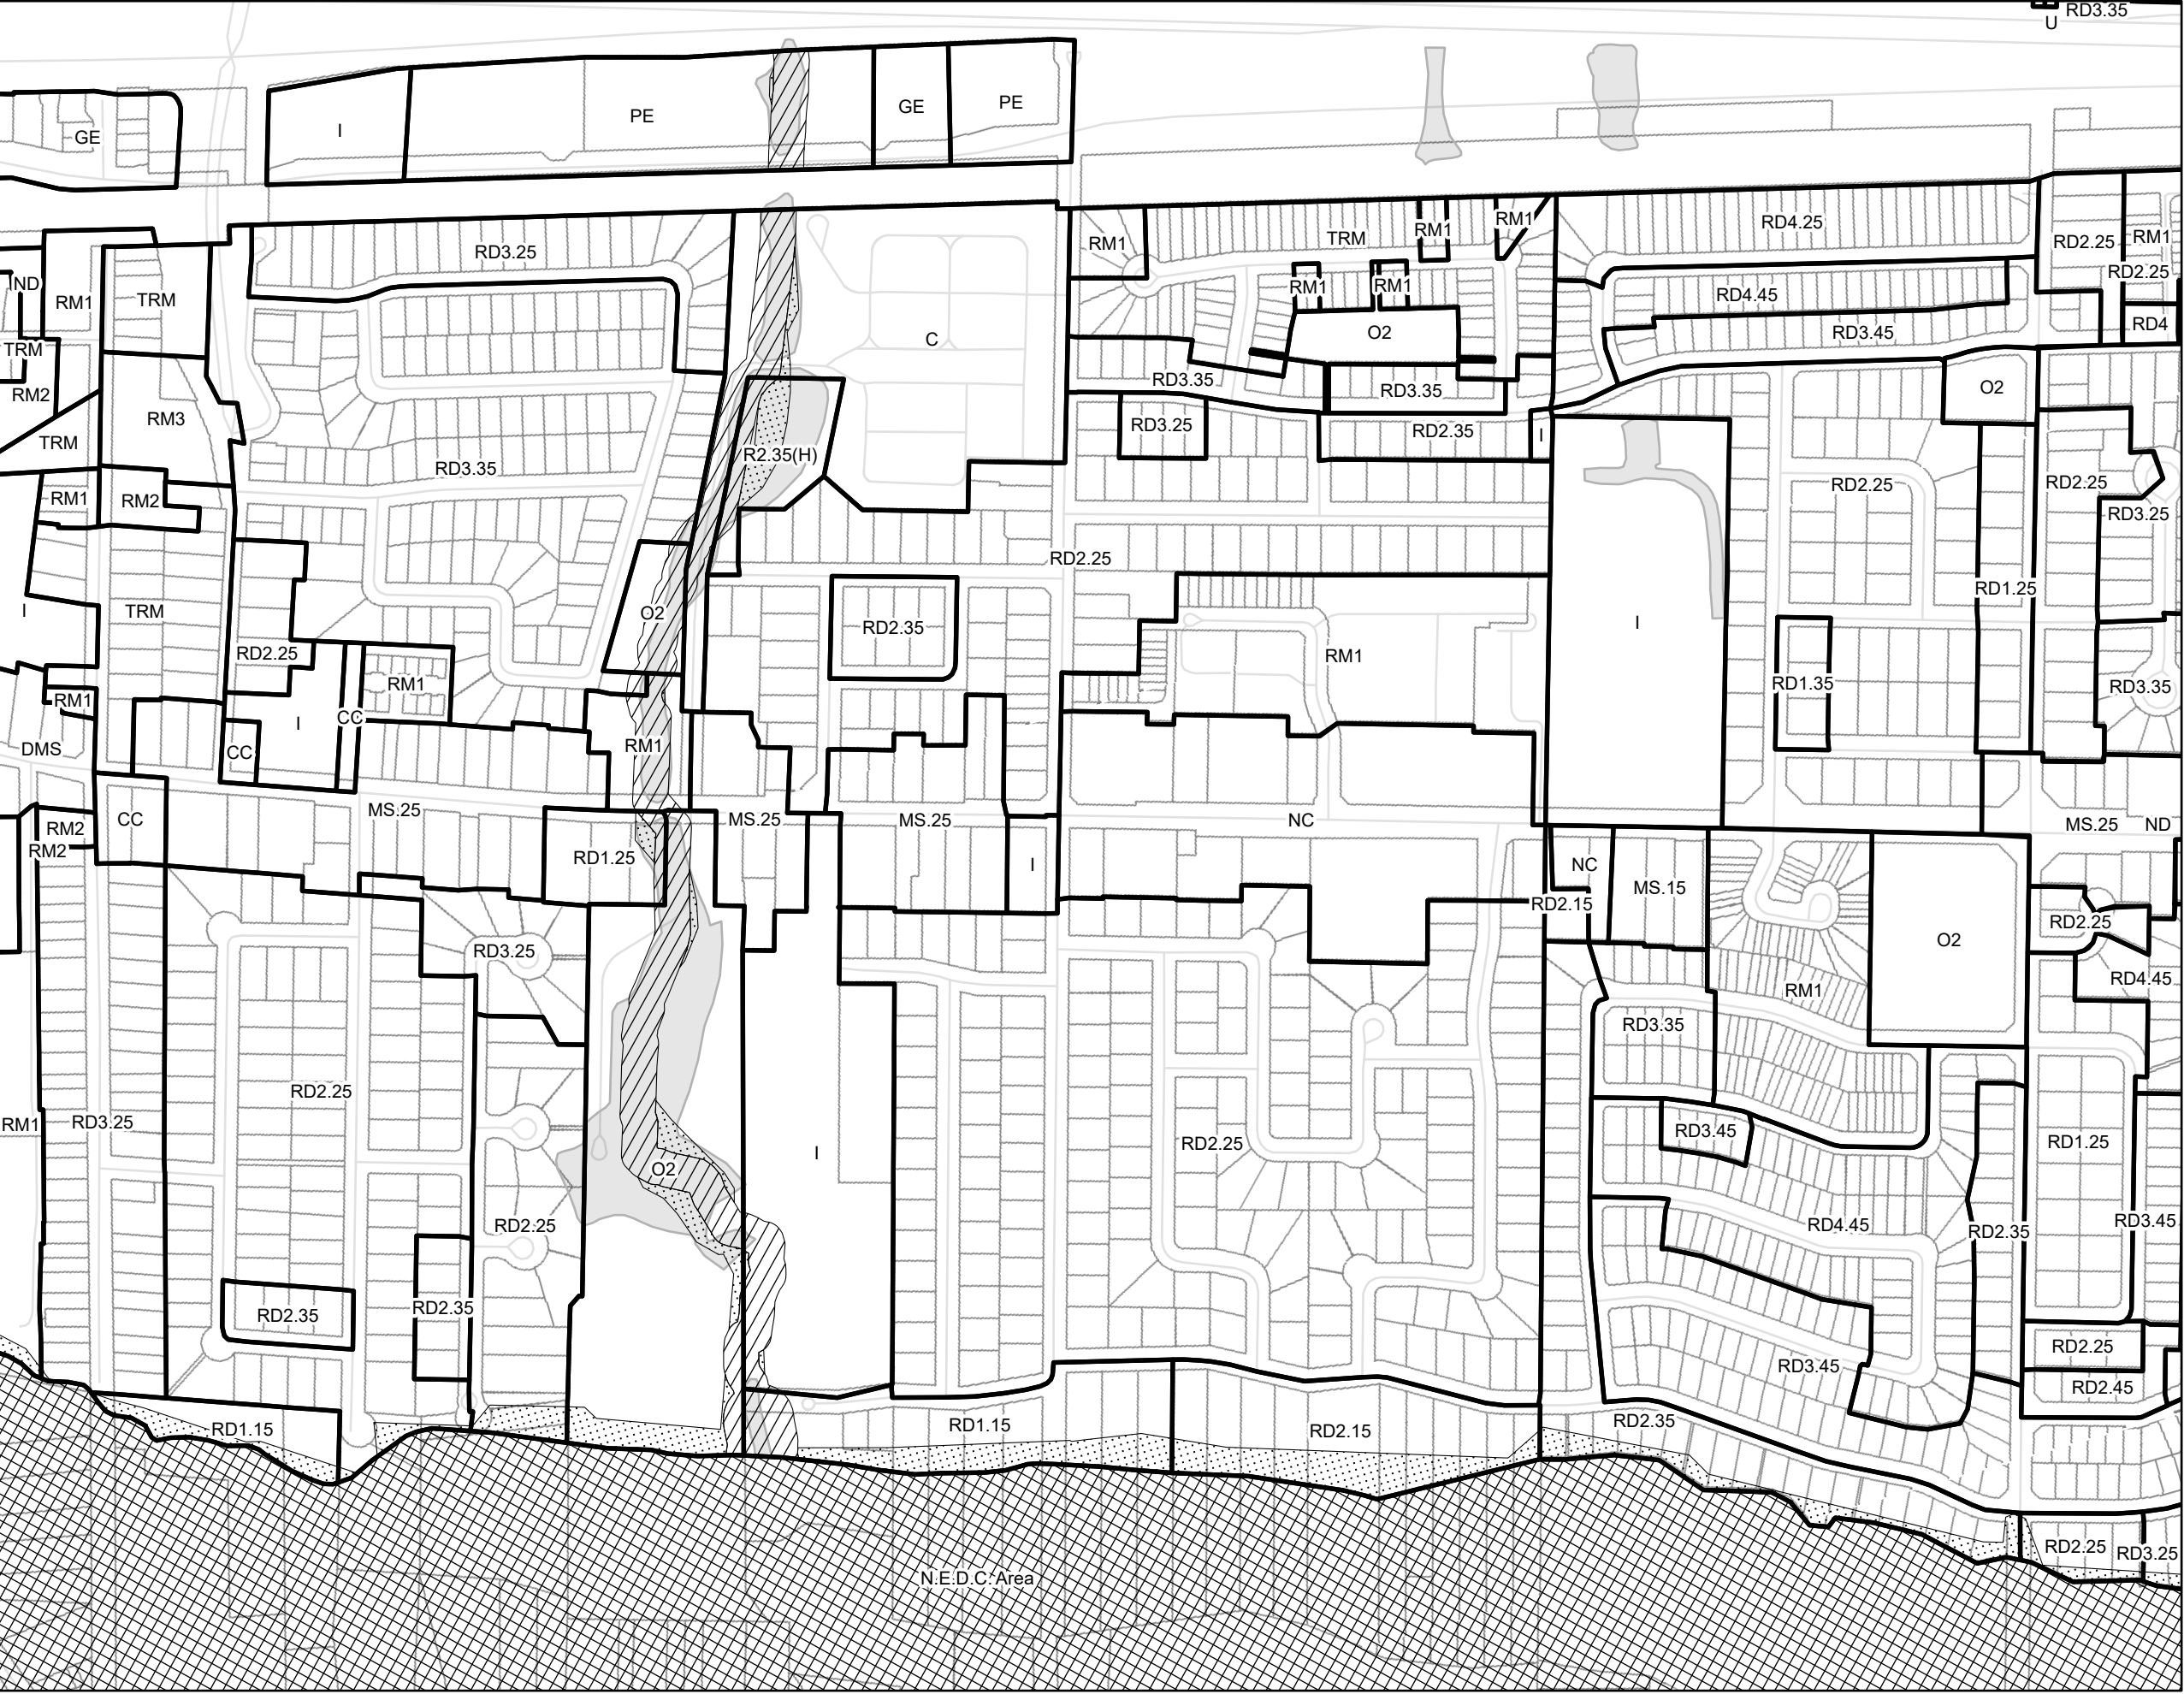 RD3.35
U
I
PE
GE
PE
GE
RD3.25
RM1
TRM
RM1
RM1
RD4.25
RD2.25
RM1
RD2.25
IND
RM1
TRM
RM1
RM1
RD4.45
RD4
TRM
C
O2
RD3.45
RM2
RD3.35
RD3.35
O2
RM3
TRM
RD3.25
RD2.35
I
R2.35(H)
RD3.35
RM1
RM2
RD2.25
RD2.25
RD3.25
RD2.25
RD1.25
I
TRM
O2
RD2.35
I
RD2.25
RM1
RM1
RD1.35
RD3.35
RM1
CC
I
DMS
CC
RM1
MS.25
CC
RM2
RM2
MS.25
MS.25
NC
MS.25
ND
RD1.25
I
NC
MS.15
RD2.15
RD2.25
RD3.25
O2
RD4.45
RM1
RD3.35
RD2.25
RM1
RD3.25
RD3.45
RD2.25
RD1.25
I
O2
RD2.25
RD4.45
RD2.35
RD3.45
RD2.35
RD2.35
RD2.25
RD3.45
RD2.45
RD1.15
RD1.15
RD2.15
RD2.35
RD2.25
RD3.25
N.E.D.C. Area